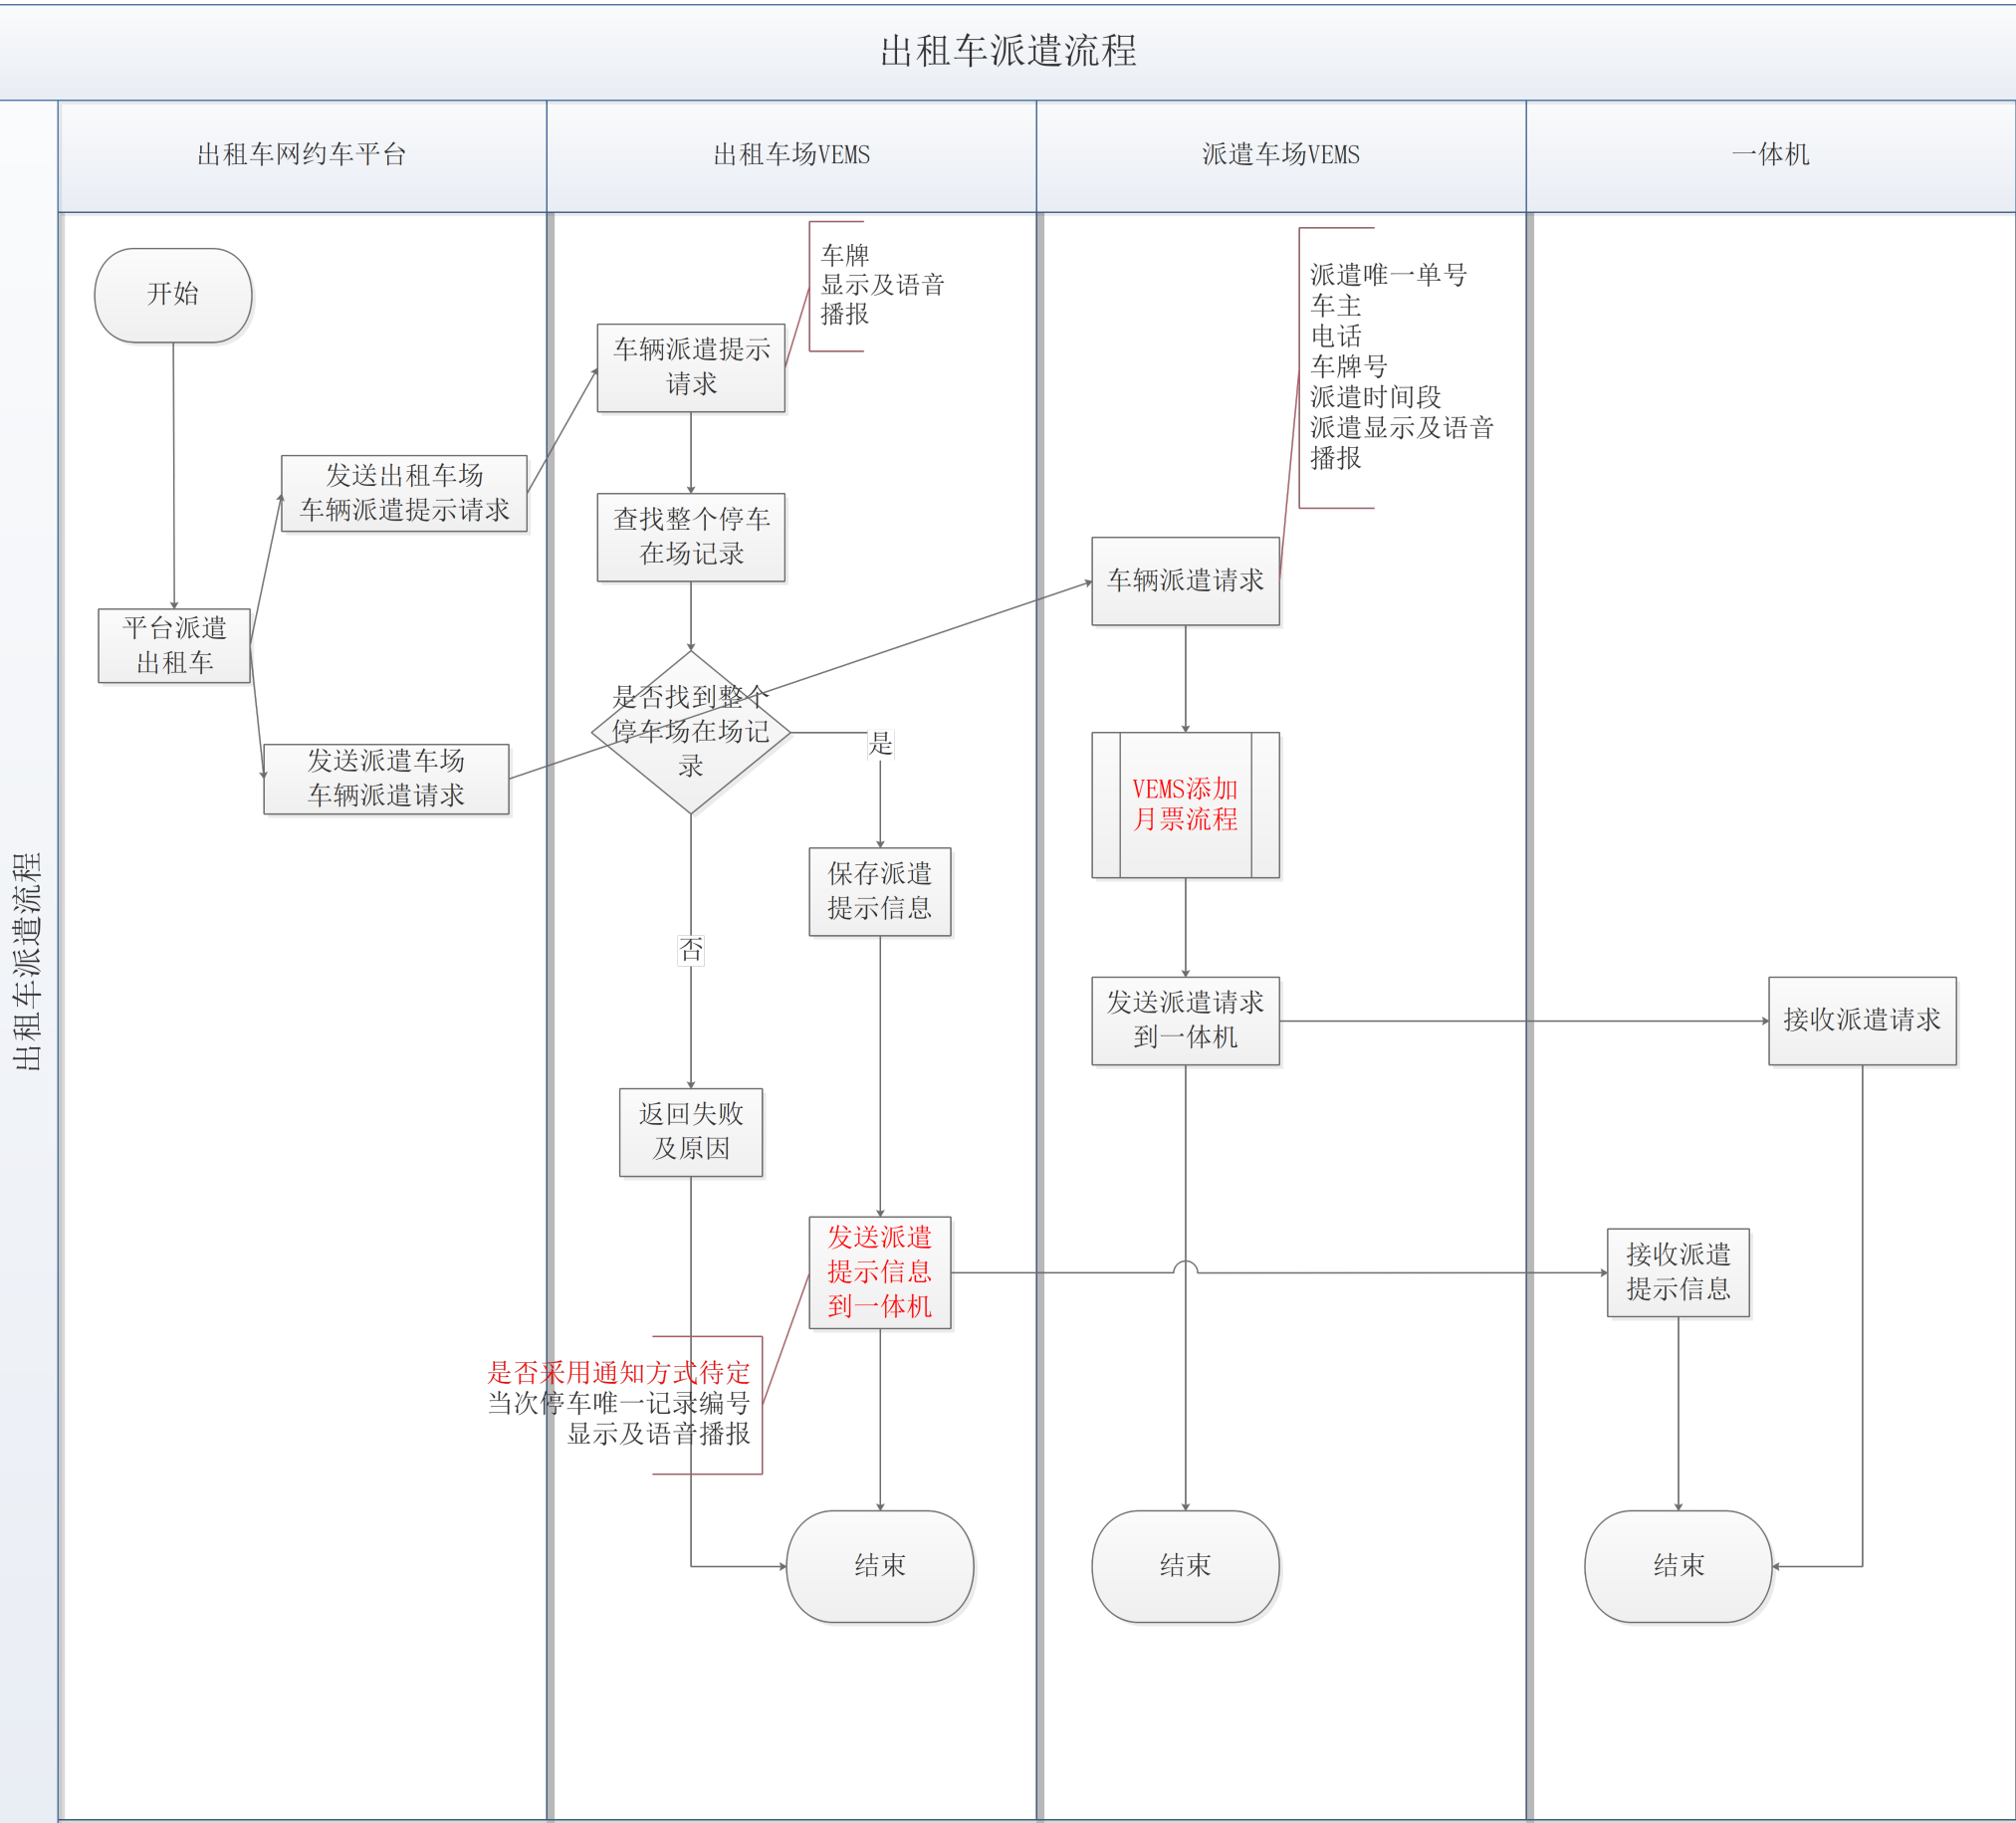 出租车派遣流程
出租车派遣流程
出租车网约车平台
出租车场VEMS
派遣车场VEMS
一体机
开始
平台派遣
出租车
发送出租车场
车辆派遣提示请求
发送派遣车场
车辆派遣请求
车牌
显示及语音
播报
车辆派遣提示
请求
查找整个停车
在场记录
是否找到整个
停车场在场记
录
是
否
保存派遣
提示信息
返回失败
及原因
发送派遣
提示信息
到一体机
是否采用通知方式待定
当次停车唯一记录编号
显示及语音播报
结束
派遣唯一单号
车主
电话
车牌号
派遣时间段
派遣显示及语音
播报
车辆派遣请求
VEMS添加
月票流程
发送派遣请求
到一体机
结束
接收派遣请求
接收派遣
提示信息
结束